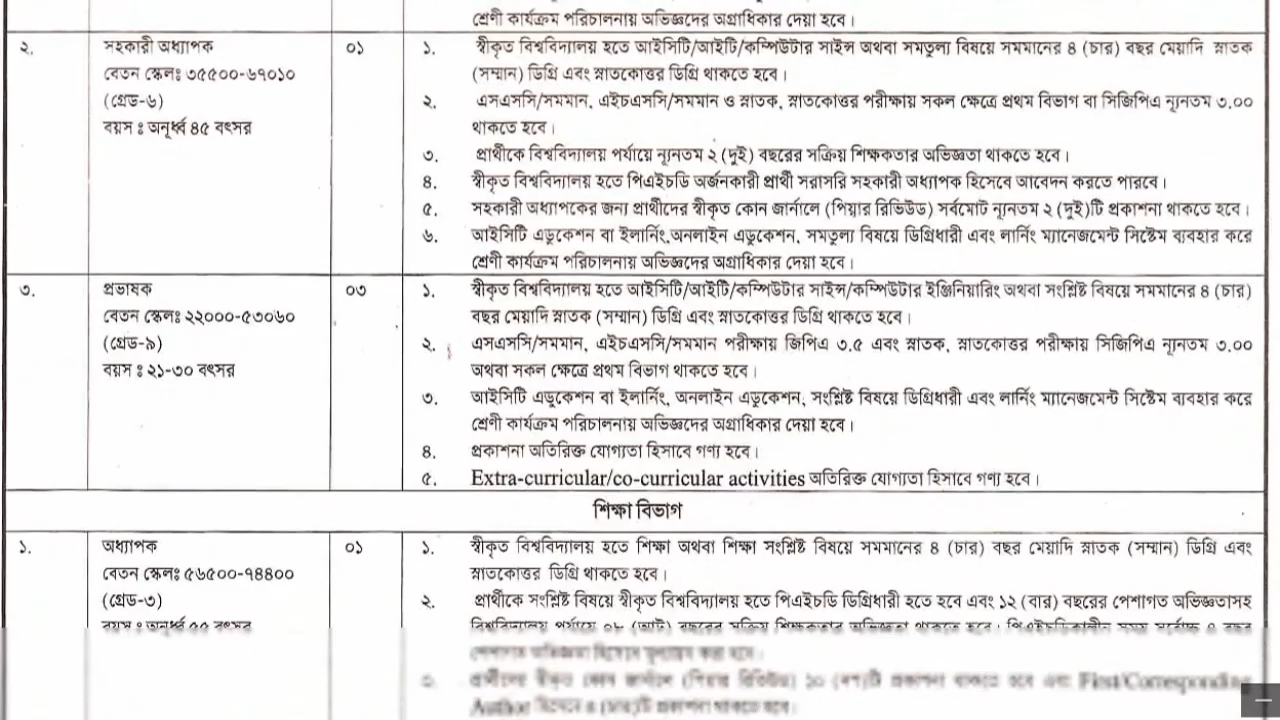 শ্রেণী কার্যক্রম পরিচালনায় অভিজ্ঞদের অগ্রাধিকার দেয়া হবে।
২. সহকারী অধ্যাপক ০১ ১. স্বীকৃত বিশ্ববিদ্যালয় হতে আইসিটি/আইটি/কম্পিউটার সাইন্স অথবা সমতুল্য বিষয়ে সমমানের ৪ (চার) বছর মেয়াদি স্নাতক
বেতন স্কেলঃ ৩৫৫০০-৬৭০১০ (সম্মান) ডিগ্রি এবং স্নাতকোত্তর ডিগ্রি থাকতে হবে।
(গ্রেড-৬) ২. এসএসসি/সমমান, এইচএসসি/সমমান ও স্নাতক, স্নাতকোত্তর পরীক্ষায় সকল ক্ষেত্রে প্রথম বিভাগ বা সিজিপিএ ন্যূনতম ৩.০০
বয়স ঃ অনূর্ধ্ব ৪৫ বৎসর থাকতে হবে।
৩. প্রার্থীকে বিশ্ববিদ্যালয় পর্যায়ে ন্যূনতম ২ (দুই) বছরের সক্রিয় শিক্ষকতার অভিজ্ঞতা থাকতে হবে।
৪. স্বীকৃত বিশ্ববিদ্যালয় হতে পিএইচডি অর্জনকারী প্রার্থী সরাসরি সহকারী অধ্যাপক হিসেবে আবেদন করতে পারবে।
৫. সহকারী অধ্যাপকের জন্য প্রার্থীদের স্বীকৃত কোন জার্নালে (পিয়ার রিভিউড) সর্বমোট ন্যূনতম ২ (দুই)টি প্রকাশনা থাকতে হবে।
৬. আইসিটি এডুকেশন বা ইলার্নিং,অনলাইন এডুকেশন, সমতুল্য বিষয়ে ডিগ্রিধারী এবং লার্নিং ম্যানেজমেন্ট সিস্টেম ব্যবহার করে
শ্রেণী কার্যক্রম পরিচালনায় অভিজ্ঞদের অগ্রাধিকার দেয়া হবে।
৩. প্রভাষক ০৩ ১. স্বীকৃত বিশ্ববিদ্যালয় হতে আইসিটি/আইটি/কম্পিউটার সাইন্স/কম্পিউটার ইঞ্জিনিয়ারিং অথবা সংশ্লিষ্ট বিষয়ে সমমানের ৪ (চার)
বেতন স্কেলঃ ২২০০০-৫৩০৬০ বছর মেয়াদি স্নাতক (সম্মান) ডিগ্রি এবং স্নাতকোত্তর ডিগ্রি থাকতে হবে।
(গ্রেড-৯) ২. এসএসসি/সমমান, এইচএসসি/সমমান পরীক্ষায় জিপিএ ৩.৫ এবং স্নাতক, স্নাতকোত্তর পরীক্ষায় সিজিপিএ ন্যূনতম ৩.০০
বয়স ঃ ২১-৩০ বৎসর অথবা সকল ক্ষেত্রে প্রথম বিভাগ থাকতে হবে।
৩. আইসিটি এডুকেশন বা ইলার্নিং, অনলাইন এডুকেশন, সংশ্লিষ্ট বিষয়ে ডিগ্রিধারী এবং লার্নিং ম্যানেজমেন্ট সিস্টেম ব্যবহার করে
শ্রেণী কার্যক্রম পরিচালনায় অভিজ্ঞদের অগ্রাধিকার দেয়া হবে।
৪. প্রকাশনা অতিরিক্ত যোগ্যতা হিসাবে গণ্য হবে।
৫. Extra-curricular/co-curricular activities অতিরিক্ত যোগ্যতা হিসাবে গণ্য হবে।
শিক্ষা বিভাগ
১. অধ্যাপক ০১ ১. স্বীকৃত বিশ্ববিদ্যালয় হতে শিক্ষা অথবা শিক্ষা সংশ্লিষ্ট বিষয়ে সমমানের ৪ (চার) বছর মেয়াদি স্নাতক (সম্মান) ডিগ্রি এবং
বেতন স্কেলঃ ৫৬৫০০-৭৪৪০০ স্নাতকোত্তর ডিগ্রি থাকতে হবে।
(গ্রেড-৩) ২. প্রার্থীকে সংশ্লিষ্ট বিষয়ে স্বীকৃত বিশ্ববিদ্যালয় হতে পিএইচডি ডিগ্রিধারী হতে হবে এবং ১২ (বার) বছরের পেশাগত অভিজ্ঞতাসহ